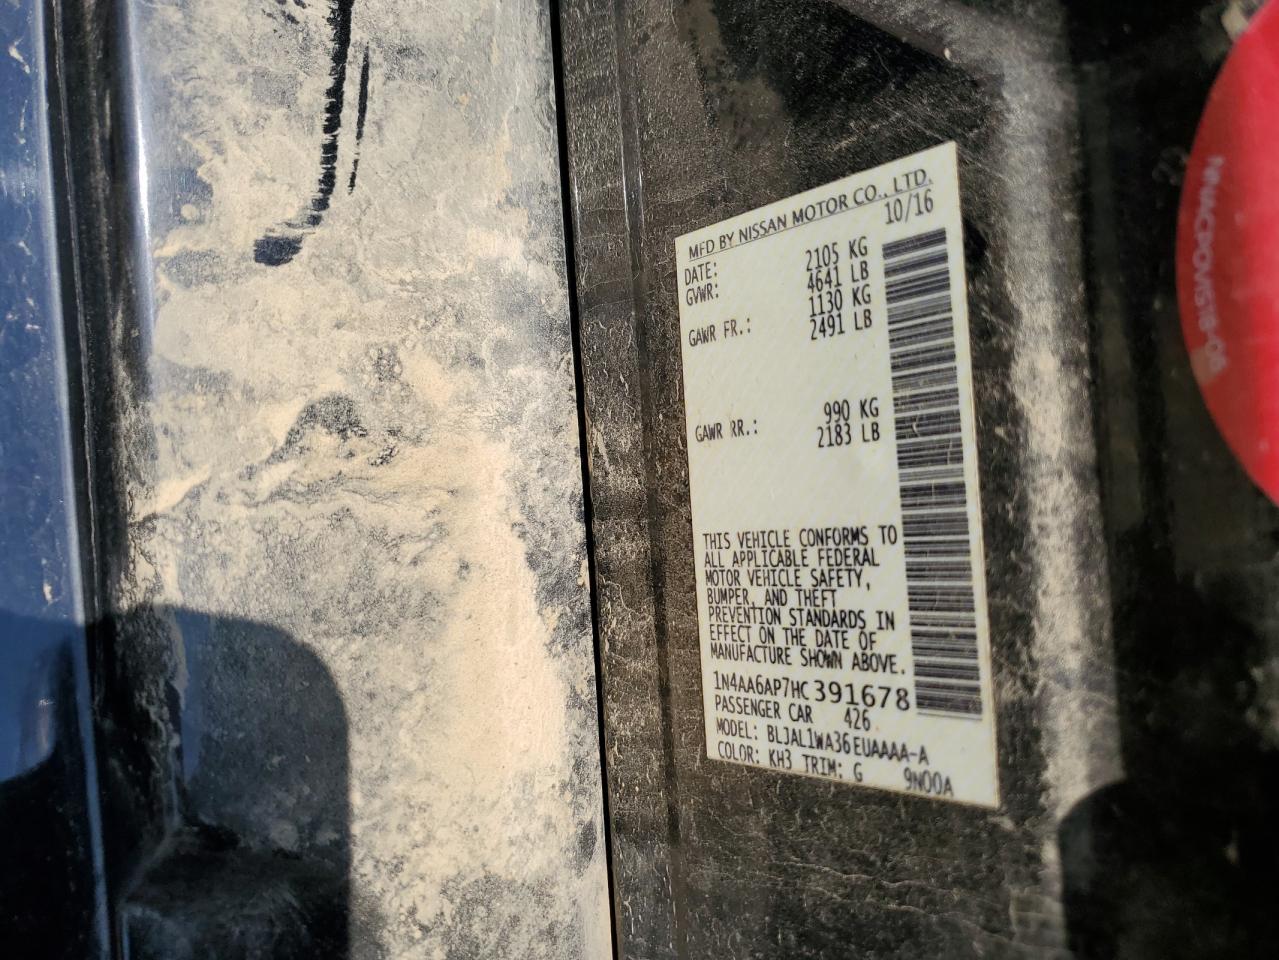 MFD BY NISSAN MOTOR CO., LTD.
DATE: 10/16
GVWR: 2105 KG
4641 LB
GAWR FR.: 1130 KG
2491 LB
GAWR RR.: 990 KG
2183 LB
THIS VEHICLE CONFORMS TO
ALL APPLICABLE FEDERAL
MOTOR VEHICLE SAFETY,
BUMPER, AND THEFT
PREVENTION STANDARDS IN
EFFECT ON THE DATE OF
MANUFACTURE SHOWN ABOVE.
1N4AA6AP7HC391678
PASSENGER CAR 426
MODEL: BLJAL1WA36EUAAAA-A
COLOR: KH3 TRIM: G 9N00A